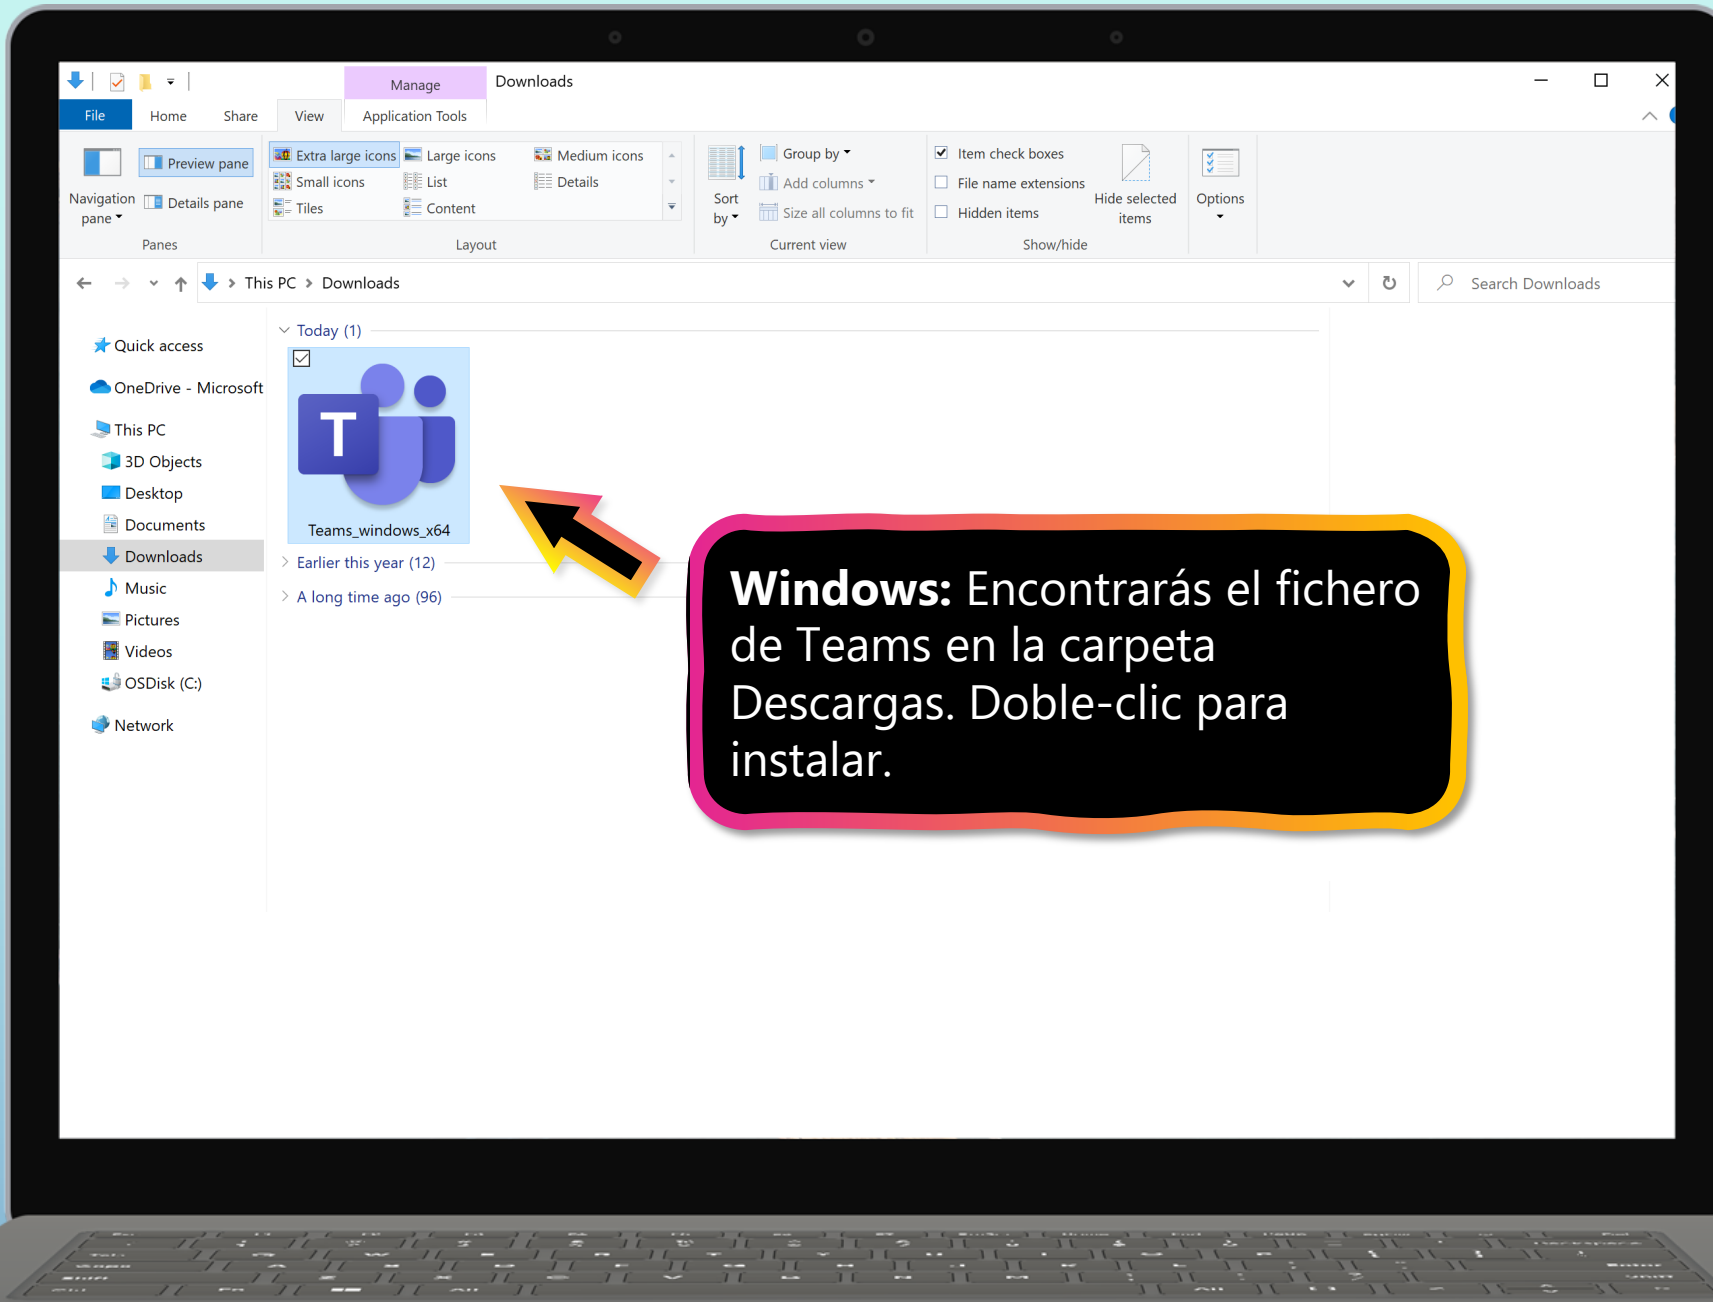 Manage
Downloads
File
Home
Share
View
Application Tools
Navigation
pane
Preview pane
Details pane
Panes
Extra large icons
Large icons
Medium icons
Small icons
List
Details
Tiles
Content
Layout
Sort
by
Group by
Add columns
Size all columns to fit
Current view
Item check boxes
File name extensions
Hidden items
Hide selected
items
Show/hide
Options
This PC
Downloads
Search Downloads
Quick access
OneDrive - Microsoft
This PC
3D Objects
Desktop
Documents
Downloads
Music
Pictures
Videos
OSDisk (C:)
Network
Today (1)
T
Teams_windows_x64
Earlier this year (12)
A long time ago (96)
Windows: Encontrarás el fichero
de Teams en la carpeta
Descargas. Doble-clic para
instalar.